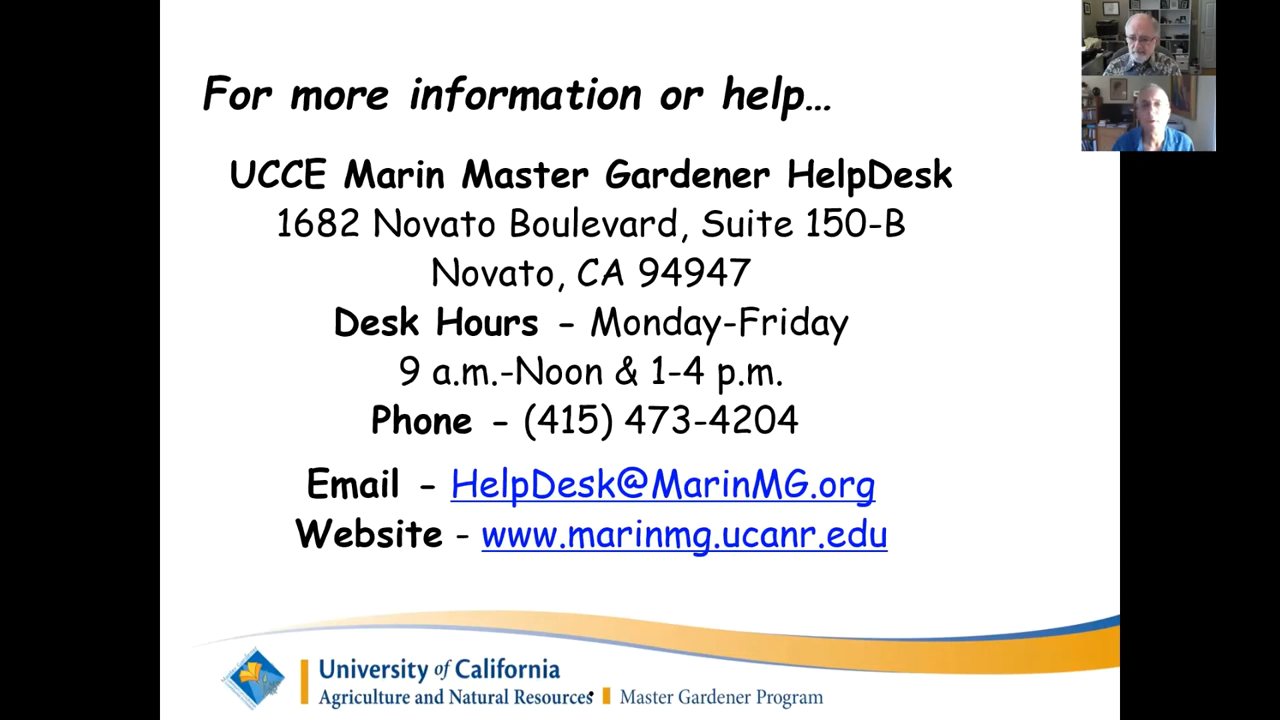 For more information or help...
UCCE Marin Master Gardener HelpDesk
1682 Novato Boulevard, Suite 150-B
Novato, CA 94947
Desk Hours - Monday-Friday
9 a.m.-Noon & 1-4 p.m.
Phone - (415) 473-4204
Email - HelpDesk@MarinMG.org
Website - www.marinmg.ucanr.edu
University of California
Agriculture and Natural Resources Master Gardener Program